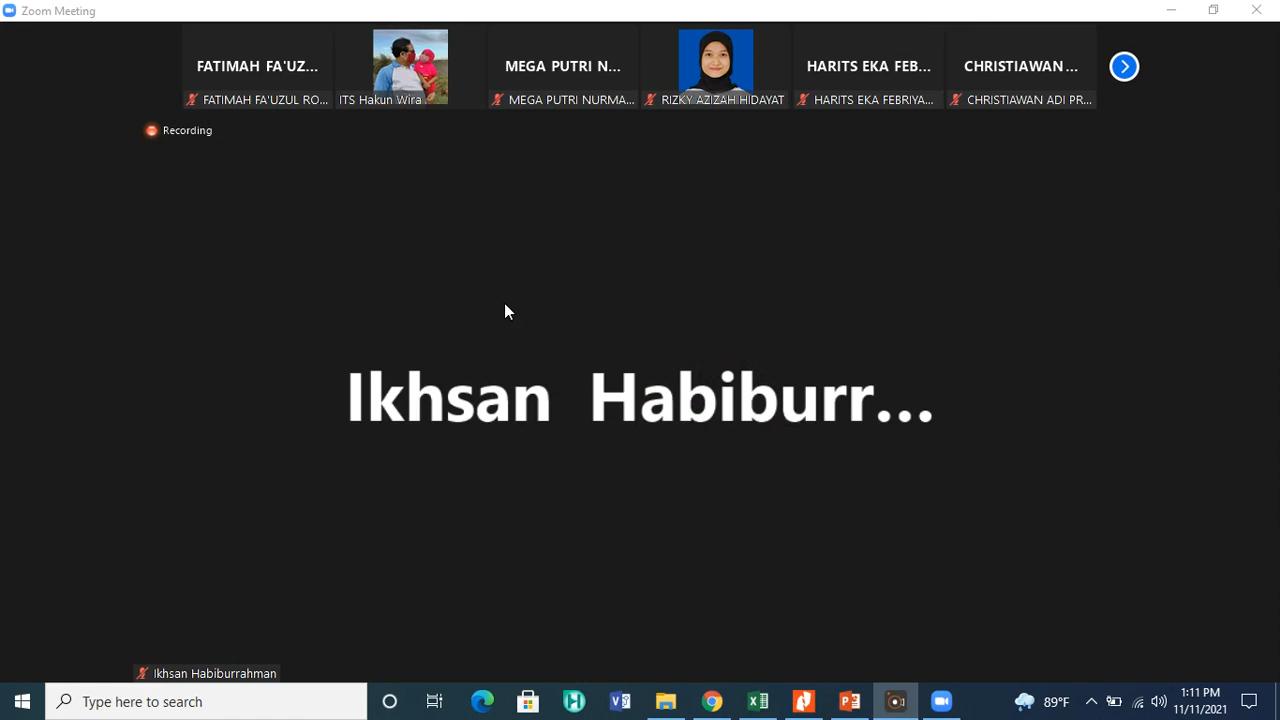 Zoom Meeting
FATIMAH FA'UZ...
MEGA PUTRI N...
HARITS EKA FEB...
CHRISTIAWAN ...
FATIMAH FA'UZUL RO...
ITS Hakun Wira ...
MEGA PUTRI NURMA...
RIZKY AZIZAH HIDAYAT
HARITS EKA FEBRIYA...
CHRISTIAWAN ADI PR...
Recording
Ikhsan Habiburr...
Ikhsan Habiburrahman
Type here to search
89°F
1:11 PM
11/11/2021